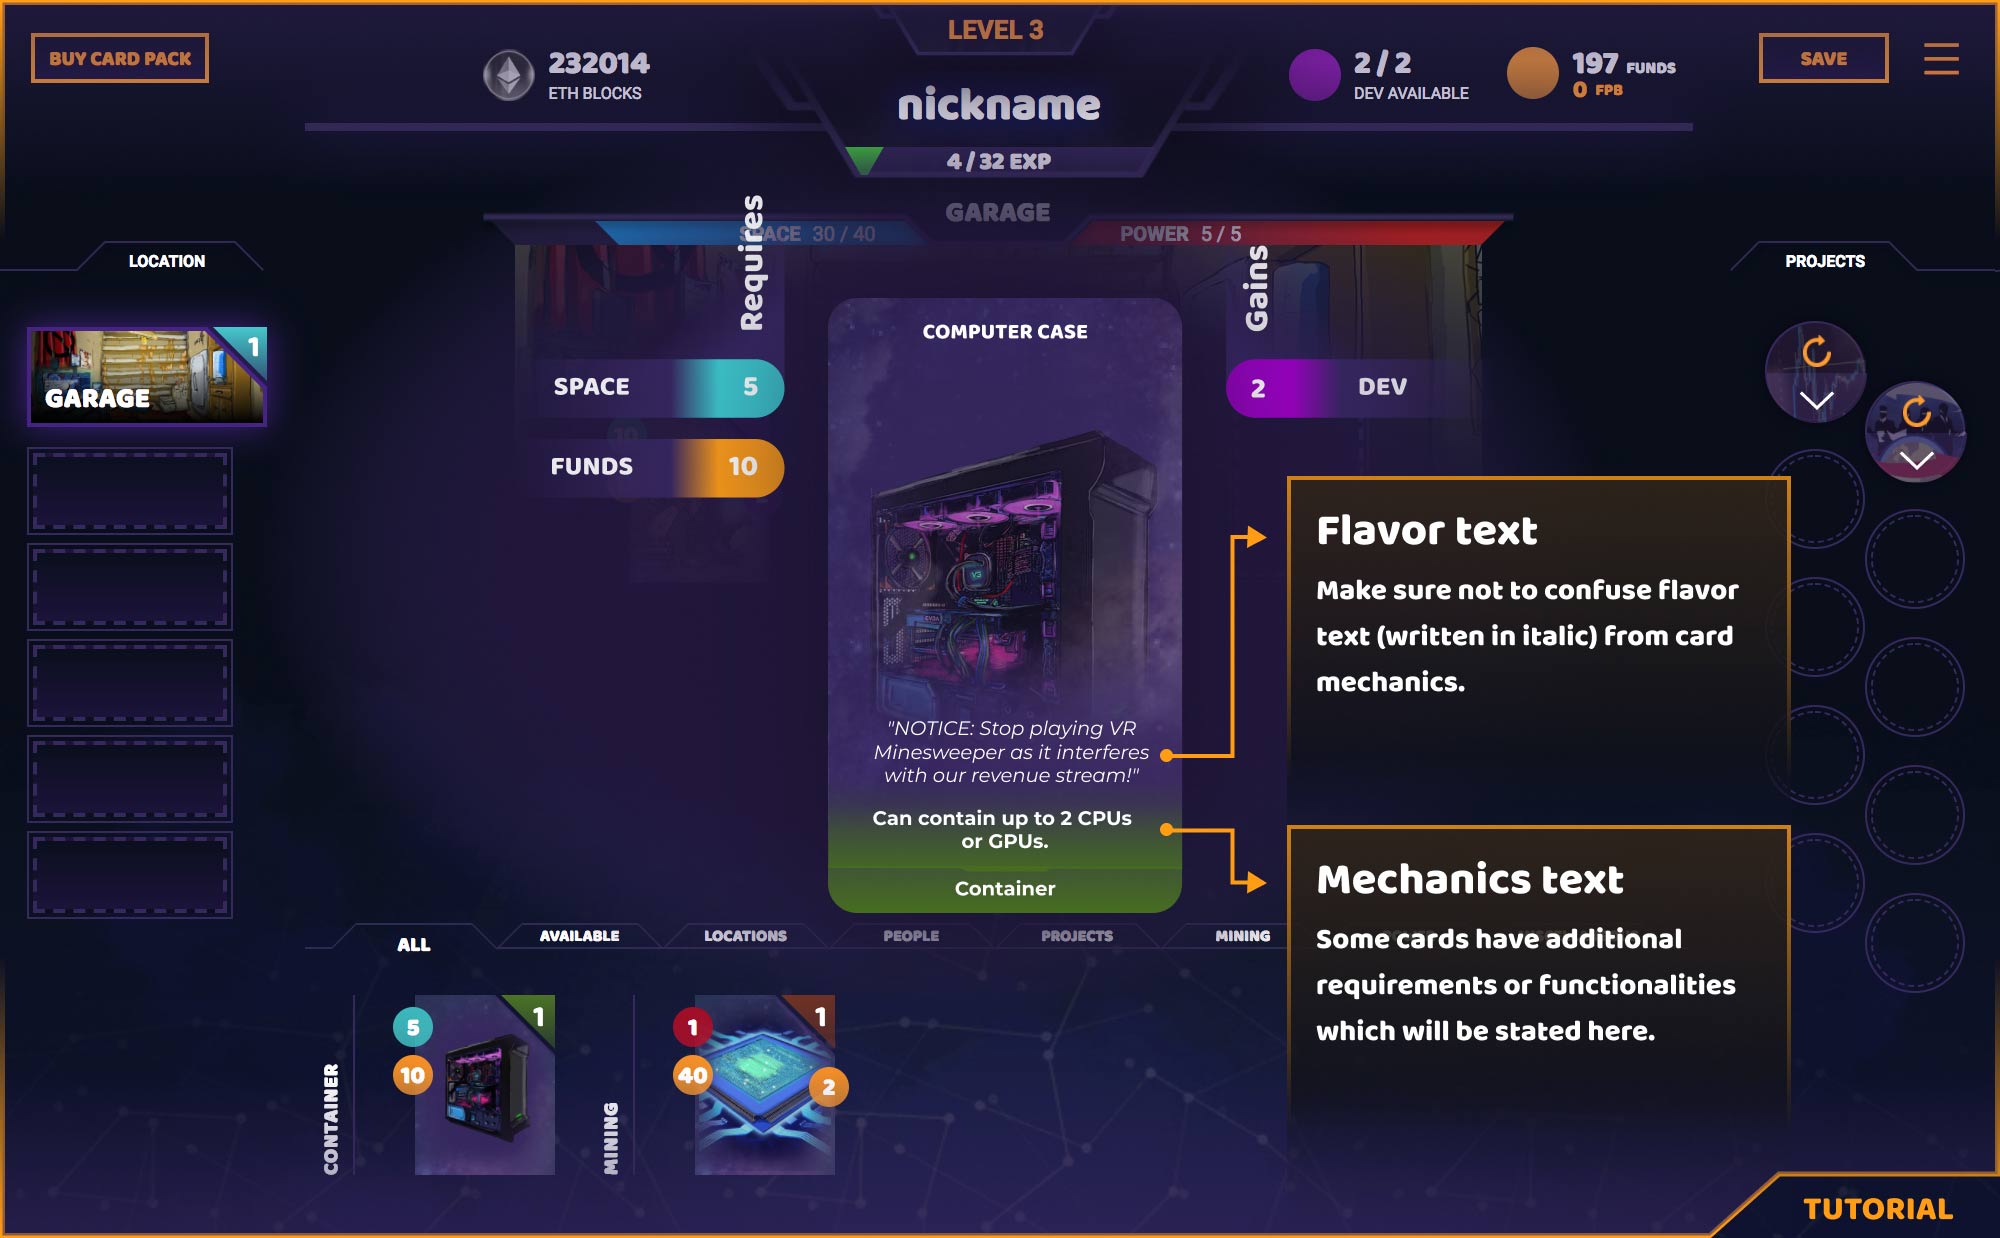 BUY CARD PACK
232014
ETH BLOCKS
LEVEL 3
nickname
4 / 32 EXP
2 / 2
DEV AVAILABLE
197 FUNDS
0 FPB
SAVE
GARAGE
SPACE 30 / 40
POWER 5 / 5
LOCATION
GARAGE
1
PROJECTS
Requires
SPACE 5
FUNDS 10
COMPUTER CASE
V3
EVGA
"NOTICE: Stop playing VR
Minesweeper as it interferes
with our revenue stream!"
Can contain up to 2 CPUs
or GPUs.
Container
Gains
2 DEV
Flavor text
Make sure not to confuse flavor
text (written in italic) from card
mechanics.
Mechanics text
Some cards have additional
requirements or functionalities
which will be stated here.
ALL
AVAILABLE
LOCATIONS
PEOPLE
PROJECTS
MINING
CONTAINER
5
10
1
MINING
1
40
1
2
TUTORIAL